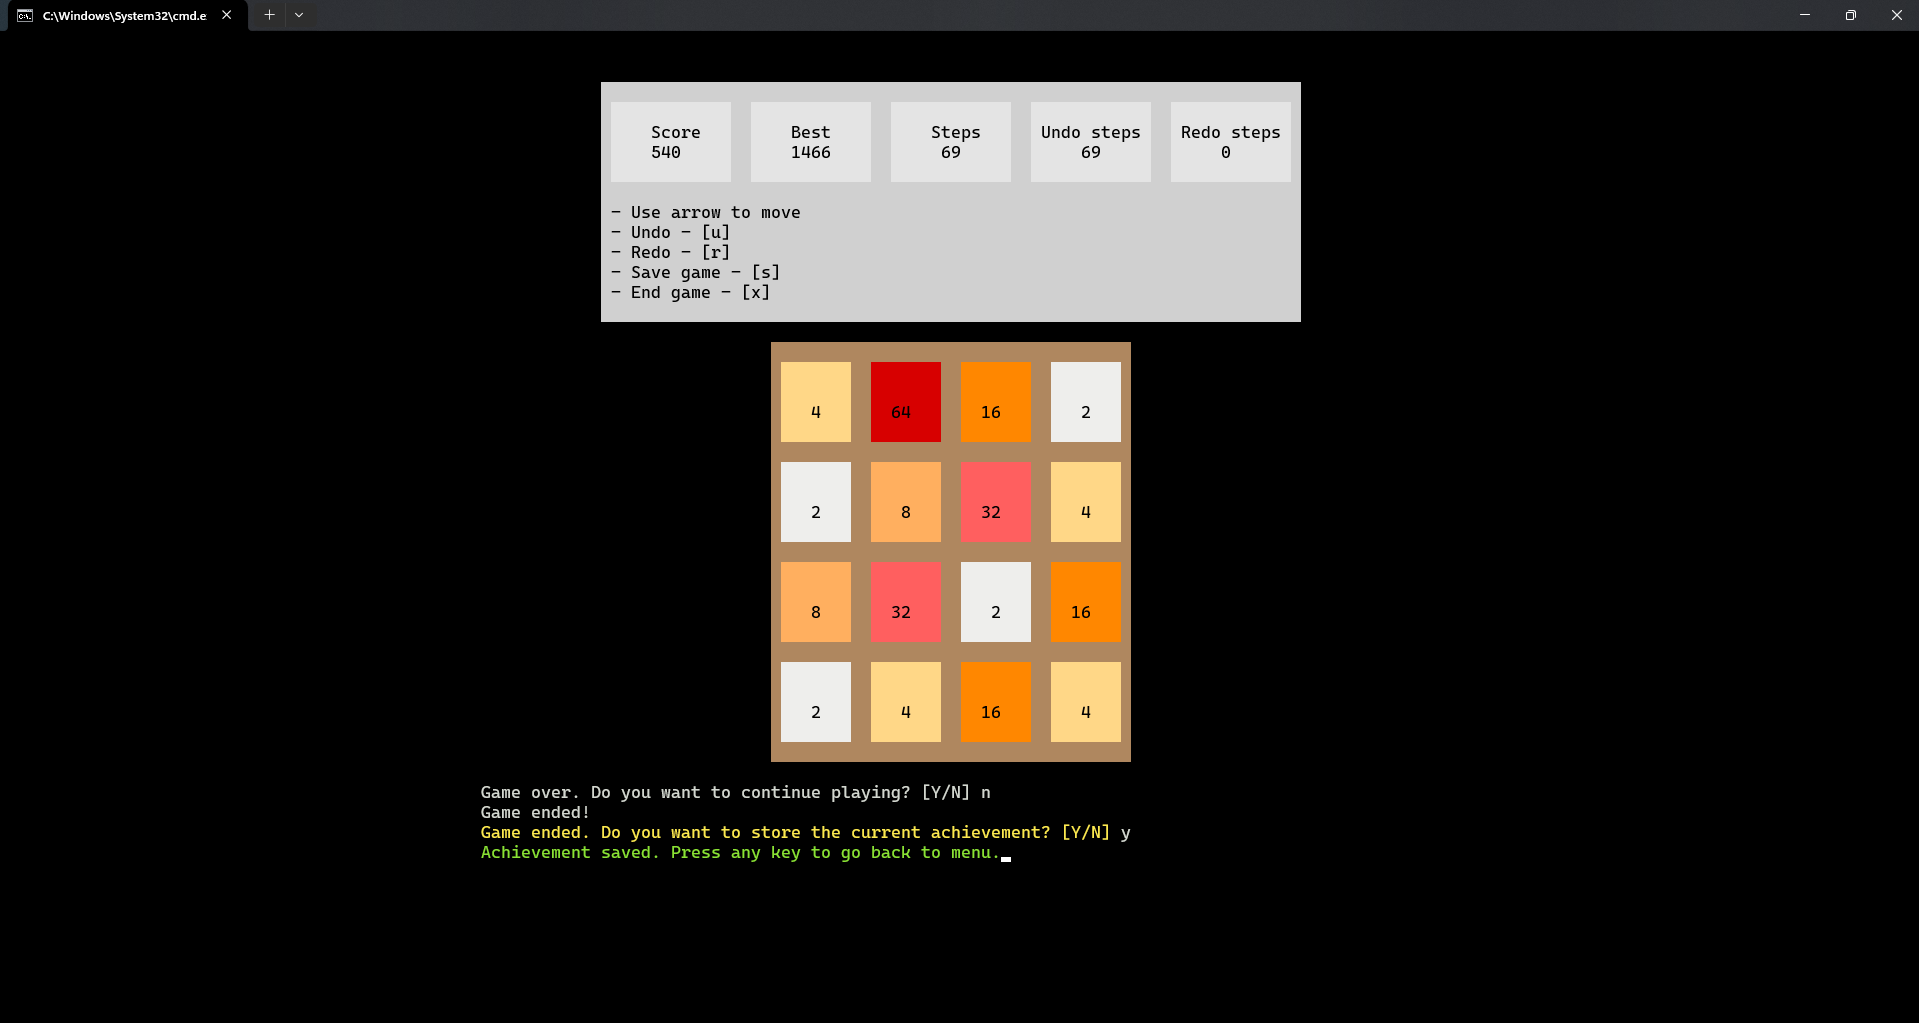 C:\Windows\System32\cmd.e
Score Best Steps Undo steps Redo steps
540 1466 69 69 0
- Use arrow to move
- Undo - [u]
- Redo - [r]
- Save game - [s]
- End game - [x]
4 64 16 2
2 8 32 4
8 32 2 16
2 4 16 4
Game over. Do you want to continue playing? [Y/N] n
Game ended!
Game ended. Do you want to store the current achievement? [Y/N] y
Achievement saved. Press any key to go back to menu.